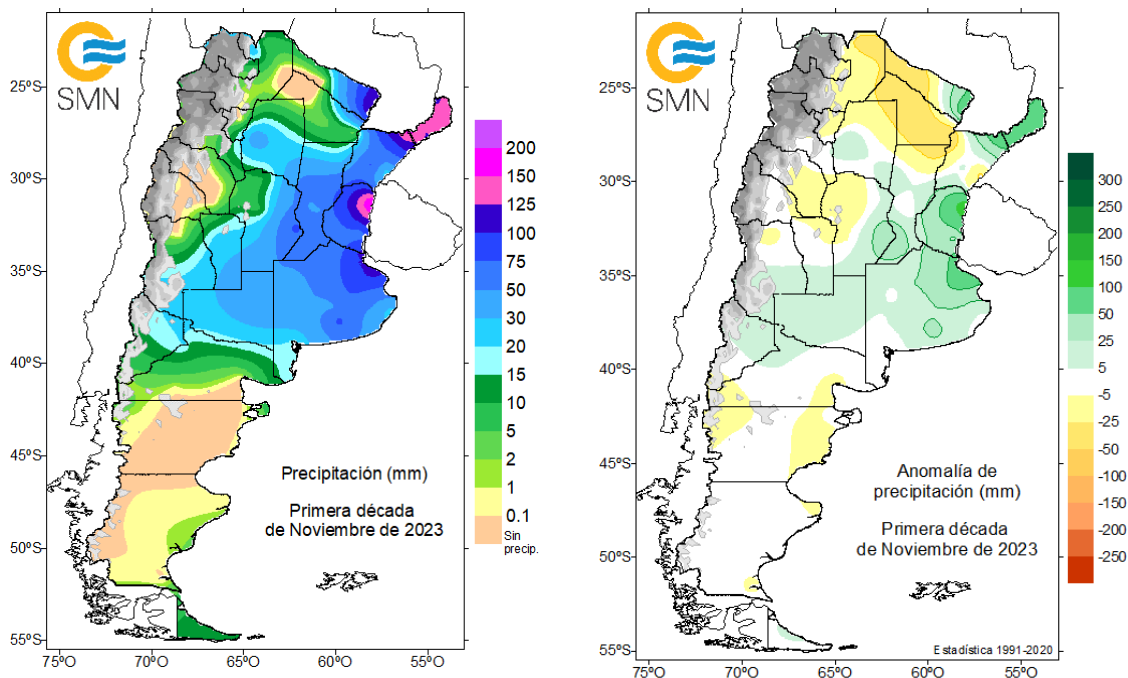 SMN
25ºS
30ºS
35ºS
40ºS
45ºS
50ºS
55ºS
75ºO
70ºO
65ºO
60ºO
55ºO
Precipitación (mm)
Primera década
de Noviembre de 2023
200
150
125
100
75
50
30
20
15
10
5
2
1
0.1
Sin
precip.
SMN
25ºS
30ºS
35ºS
40ºS
45ºS
50ºS
55ºS
75ºO
70ºO
65ºO
60ºO
55ºO
Anomalía de
precipitación (mm)
Primera década
de Noviembre de 2023
Estadística 1991-2020
300
250
200
150
100
50
25
5
-5
-25
-50
-100
-150
-200
-250